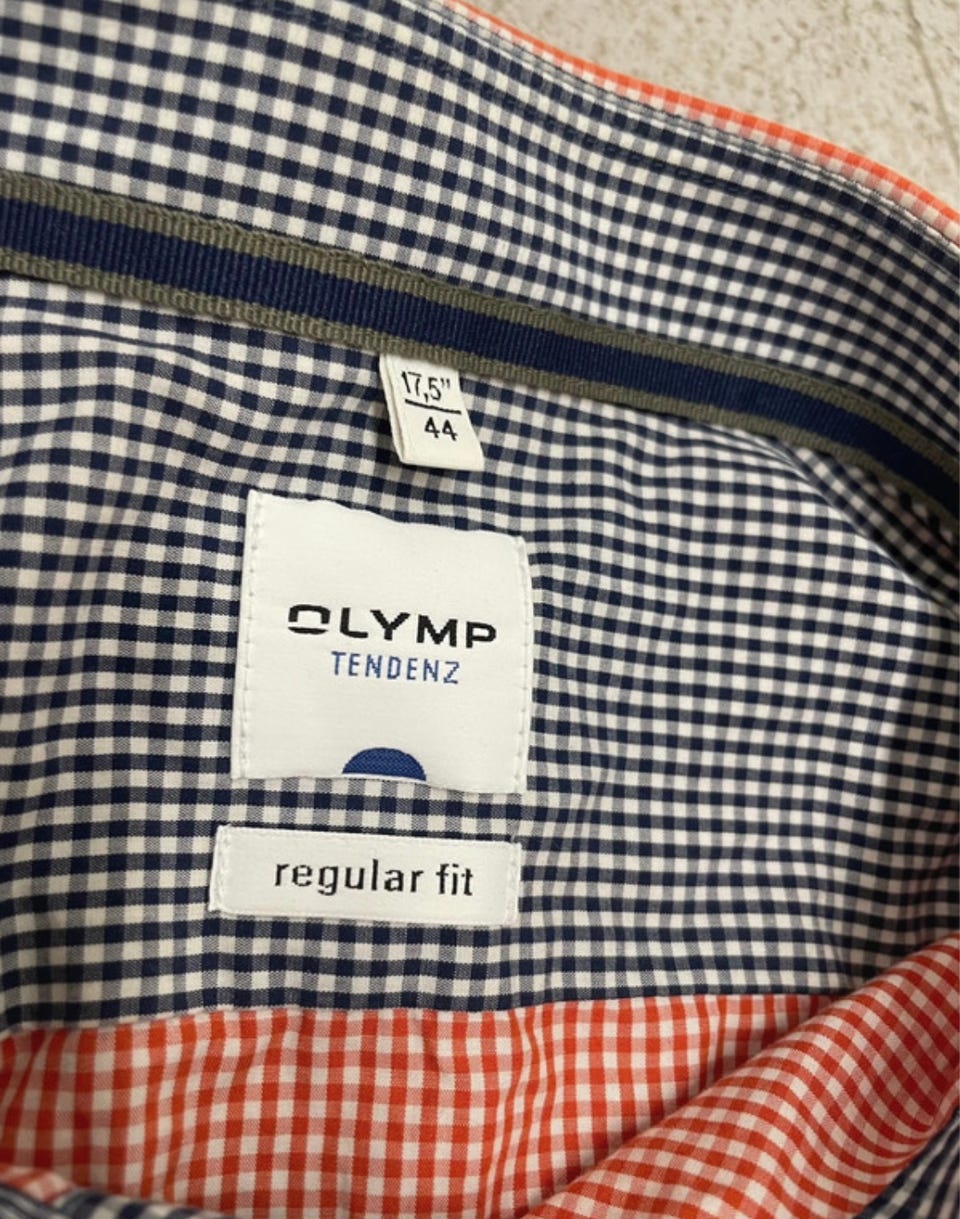 17,5"
44
OLYMP
TENDENZ
regular fit